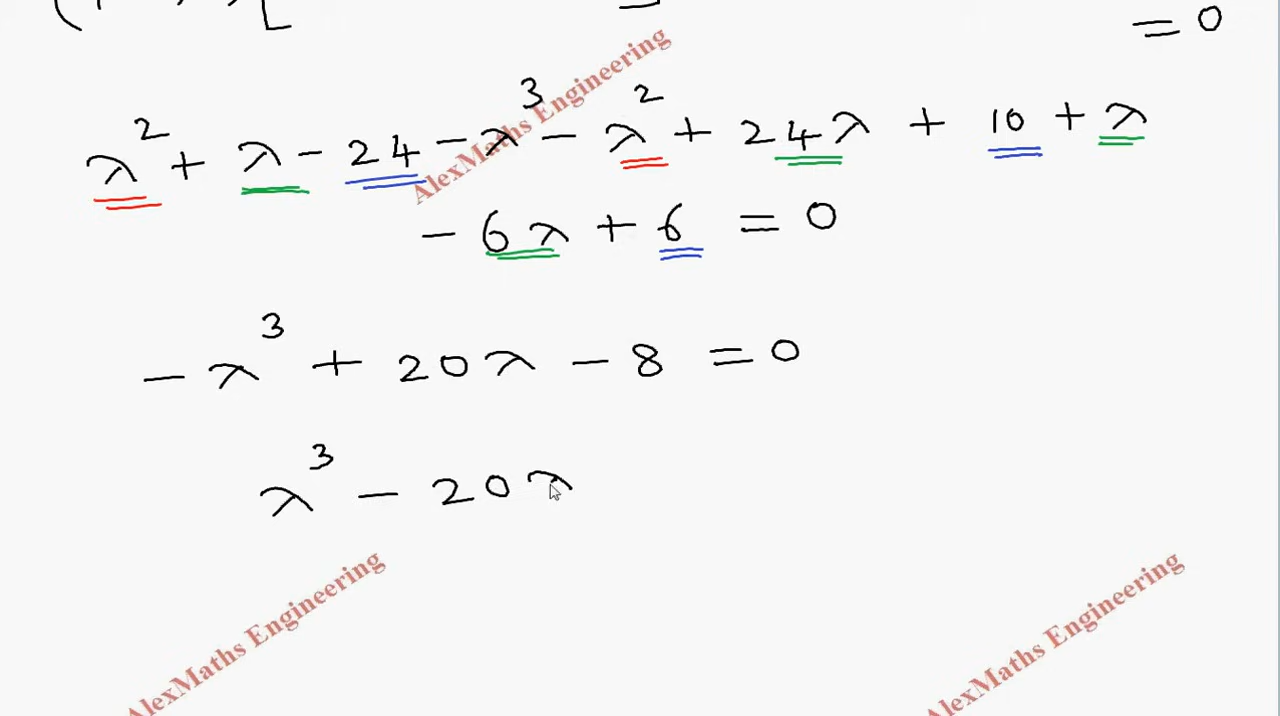 = 0
λ² + λ - 24 - λ³ - λ² + 24λ + 10 + λ
- 6λ + 6 = 0
- λ³ + 20λ - 8 = 0
λ³ - 20λ
AlexMaths Engineering
AlexMaths Engineering
AlexMaths Engineering